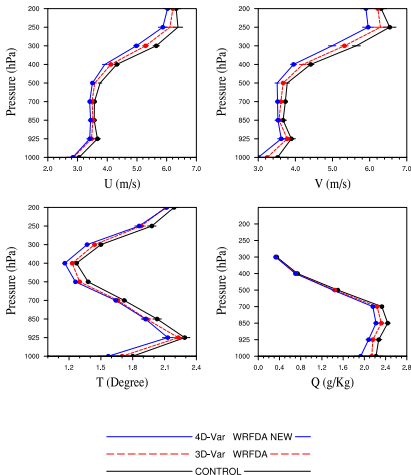 200
250
300
400
500
700
850
925
1000
Pressure (hPa)
2.0 3.0 4.0 5.0 6.0 7.0
U (m/s)
200
250
300
400
500
700
850
925
1000
Pressure (hPa)
3.0 4.0 5.0 6.0 7.0
V (m/s)
200
250
300
400
500
700
850
925
1000
Pressure (hPa)
1.2 1.5 1.8 2.1 2.4
T (Degree)
200
250
300
400
500
700
850
925
1000
Pressure (hPa)
0.0 0.4 0.8 1.2 1.6 2.0 2.4 2.8
Q (g/Kg)
4D-Var WRFDA NEW
3D-Var WRFDA
CONTROL